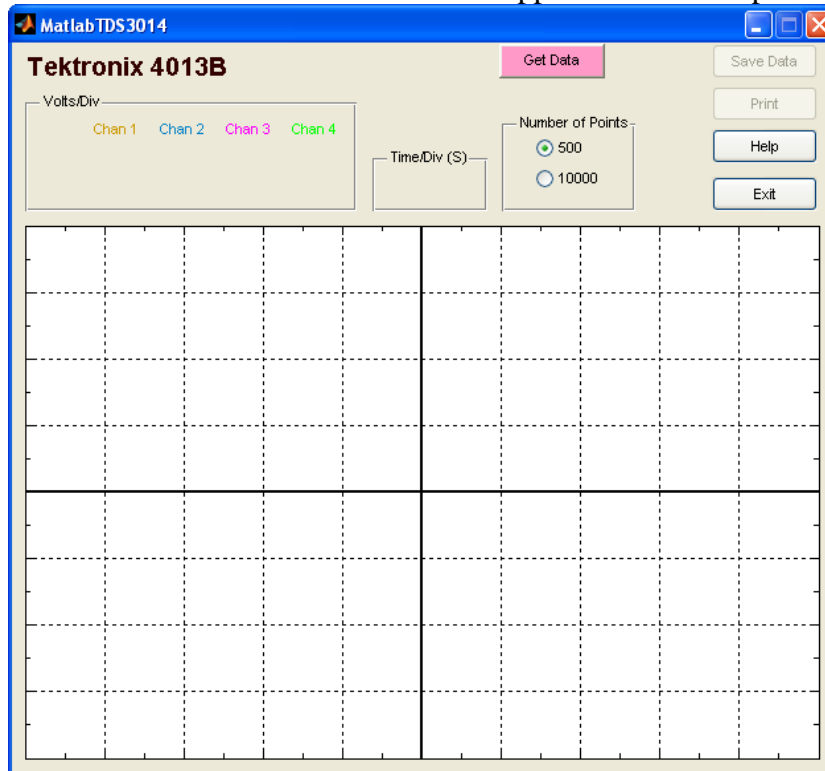 MatlabTDS3014
Tektronix 4013B
Get Data
Save Data
Print
Help
Exit
Volts/Div
Chan 1 Chan 2 Chan 3 Chan 4
Time/Div (S)
Number of Points
500
10000